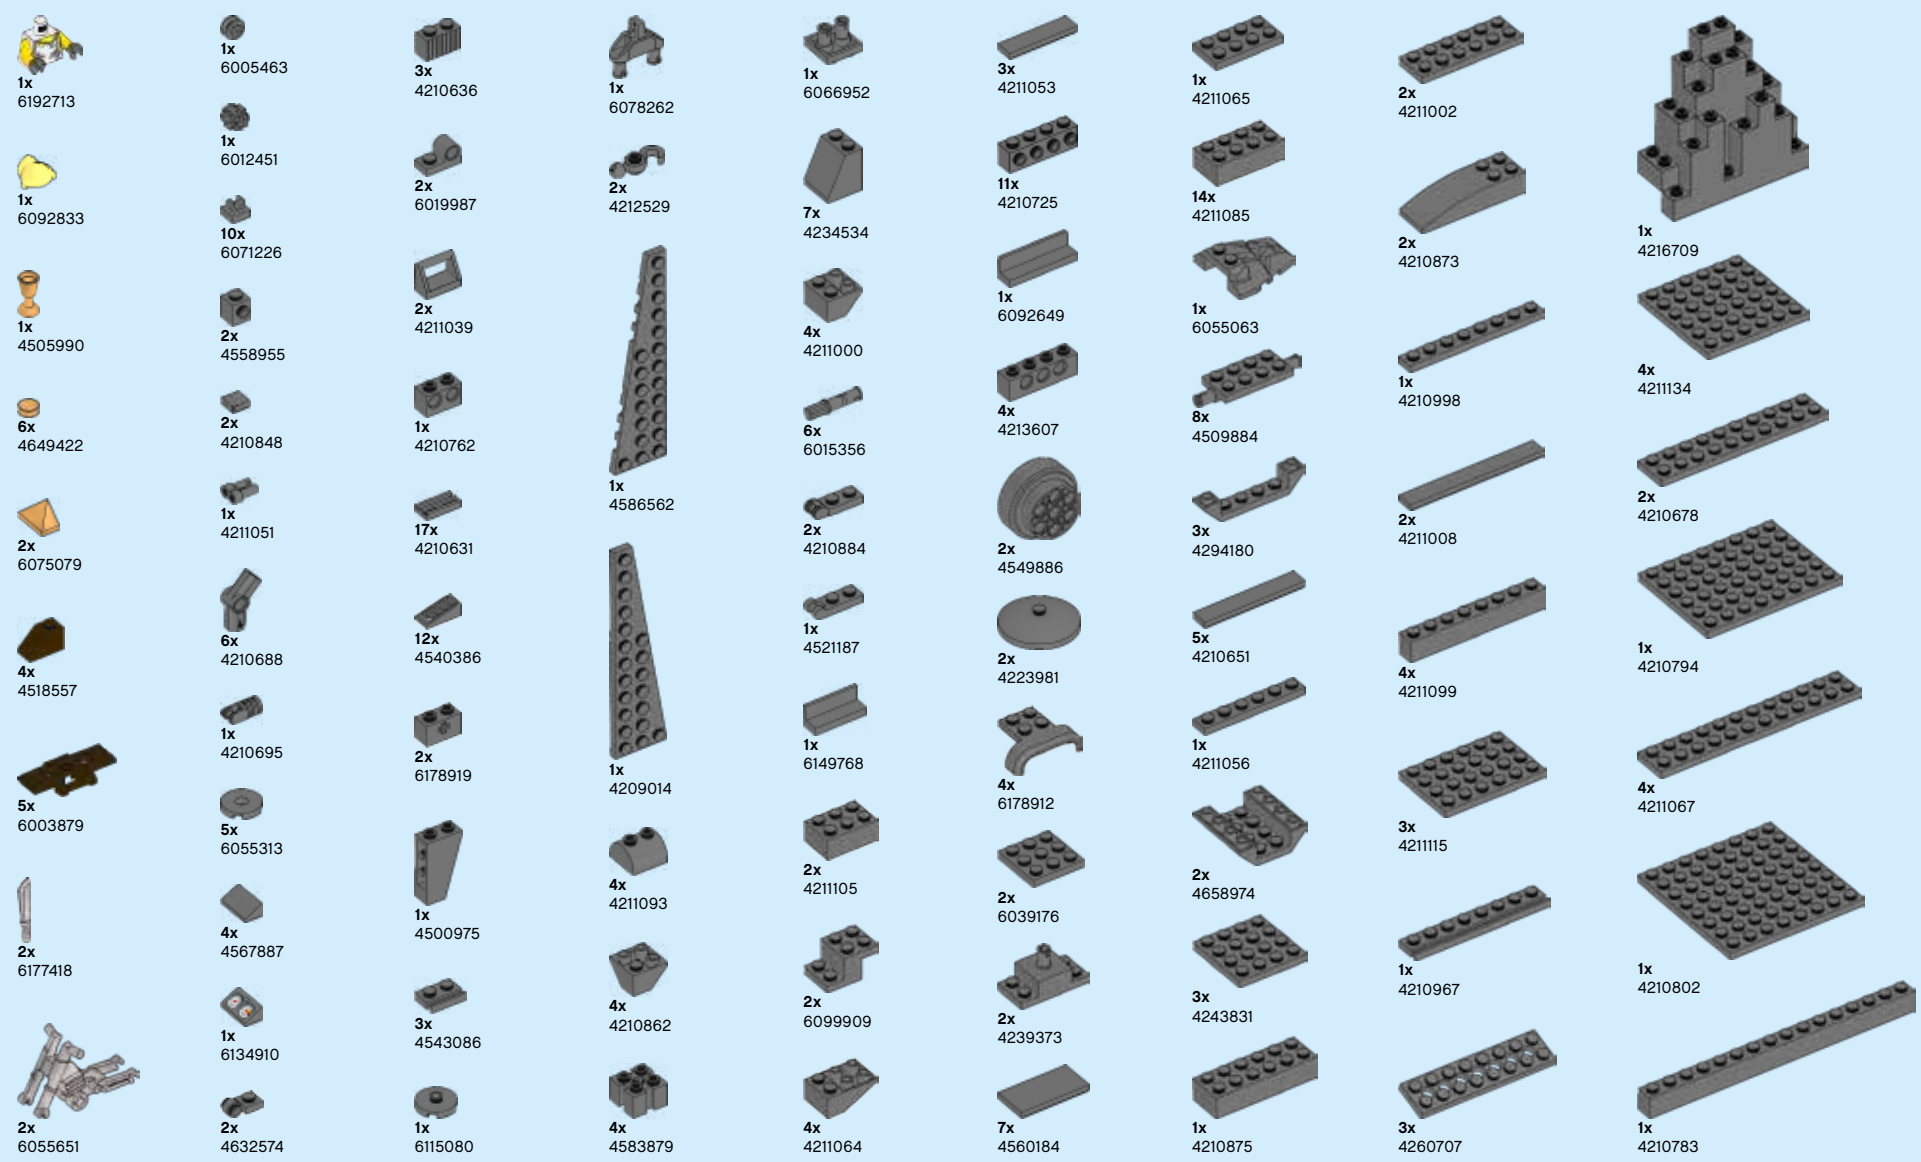 1x
6192713
1x
6092833
1x
4505990
6x
4649422
2x
6075079
4x
4518557
5x
6003879
2x
6177418
2x
6055651
1x
6005463
1x
6012451
10x
6071226
2x
4558955
2x
4210848
1x
4211051
6x
4210688
1x
4210695
5x
6055313
4x
4567887
1x
6134910
2x
4632574
3x
4210636
2x
6019987
2x
4211039
1x
4210762
17x
4210631
12x
4540386
2x
6178919
1x
4500975
3x
4543086
1x
6115080
1x
6078262
2x
4212529
1x
4586562
1x
4209014
4x
4211093
4x
4210862
4x
4583879
1x
6066952
7x
4234534
4x
4211000
6x
6015356
2x
4210884
1x
4521187
1x
6149768
2x
4211105
2x
6099909
4x
4211064
3x
4211053
11x
4210725
1x
6092649
4x
4213607
2x
4549886
2x
4223981
4x
6178912
2x
6039176
2x
4239373
7x
4560184
1x
4211065
14x
4211085
1x
6055063
8x
4509884
3x
4294180
5x
4210651
1x
4211056
2x
4658974
3x
4243831
1x
4210875
2x
4211002
2x
4210873
1x
4210998
2x
4211008
4x
4211099
3x
4211115
1x
4210967
3x
4260707
1x
4216709
4x
4211134
2x
4210678
1x
4210794
4x
4211067
1x
4210802
1x
4210783